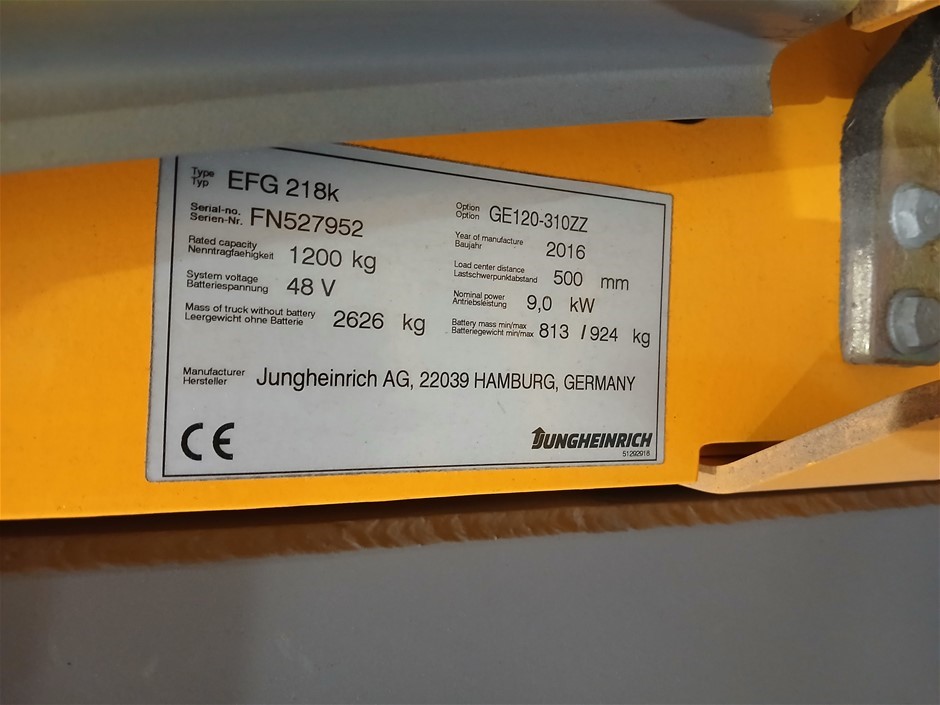 Type EFG 218k
Typ
Option GE120-310ZZ
Option
Serial-no. FN527952
Serien-Nr.
Year of manufacture 2016
Baujahr
Rated capacity 1200 kg
Nenntragfaehigkeit
Load center distance 500 mm
Lastschwerpunktabstand
System voltage 48 V
Batteriespannung
Nominal power 9,0 kW
Antriebsleistung
Mass of truck without battery 2626 kg
Leergewicht ohne Batterie
Battery mass min/max 813 / 924 kg
Batteriegewicht min/max
Manufacturer Jungheinrich AG, 22039 HAMBURG, GERMANY
Hersteller
CE
JUNGHEINRICH
51292916